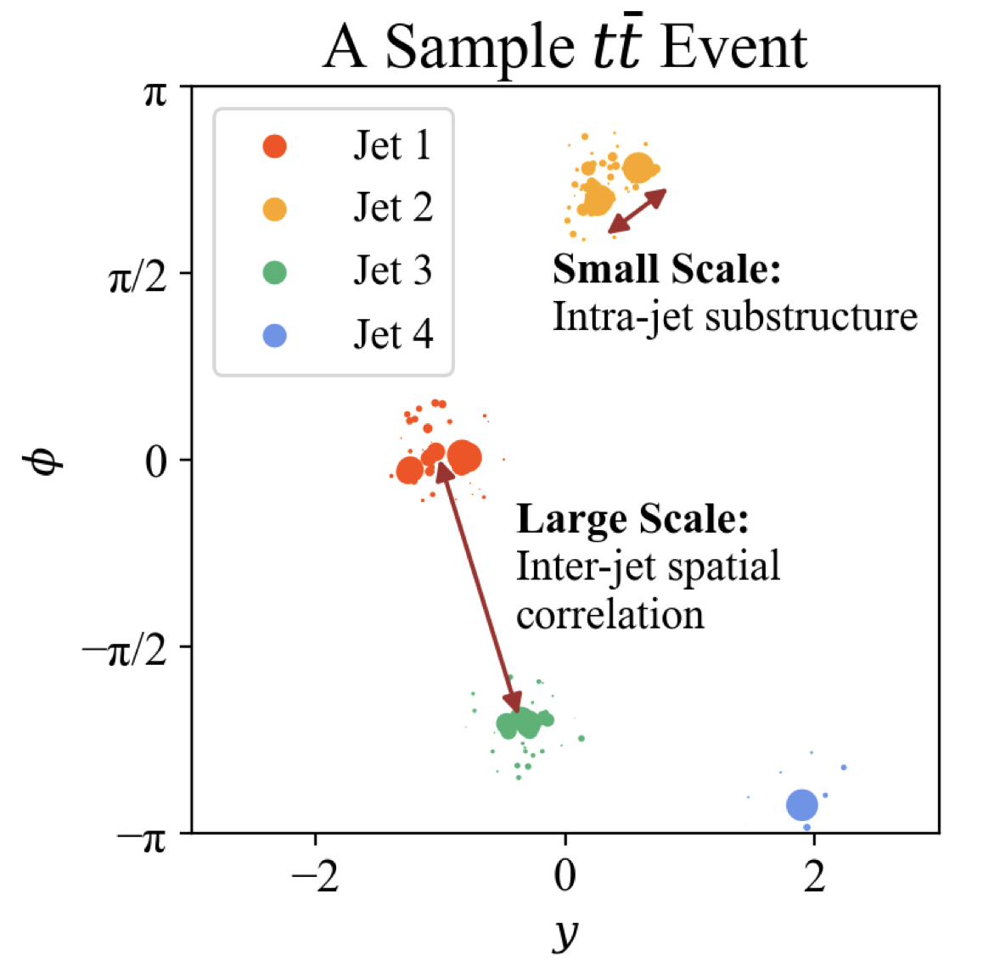 A Sample tt̄ Event
π
π/2
0
−π/2
−π
ϕ
Jet 1
Jet 2
Jet 3
Jet 4
Small Scale:
Intra-jet substructure
Large Scale:
Inter-jet spatial
correlation
−2
0
2
y